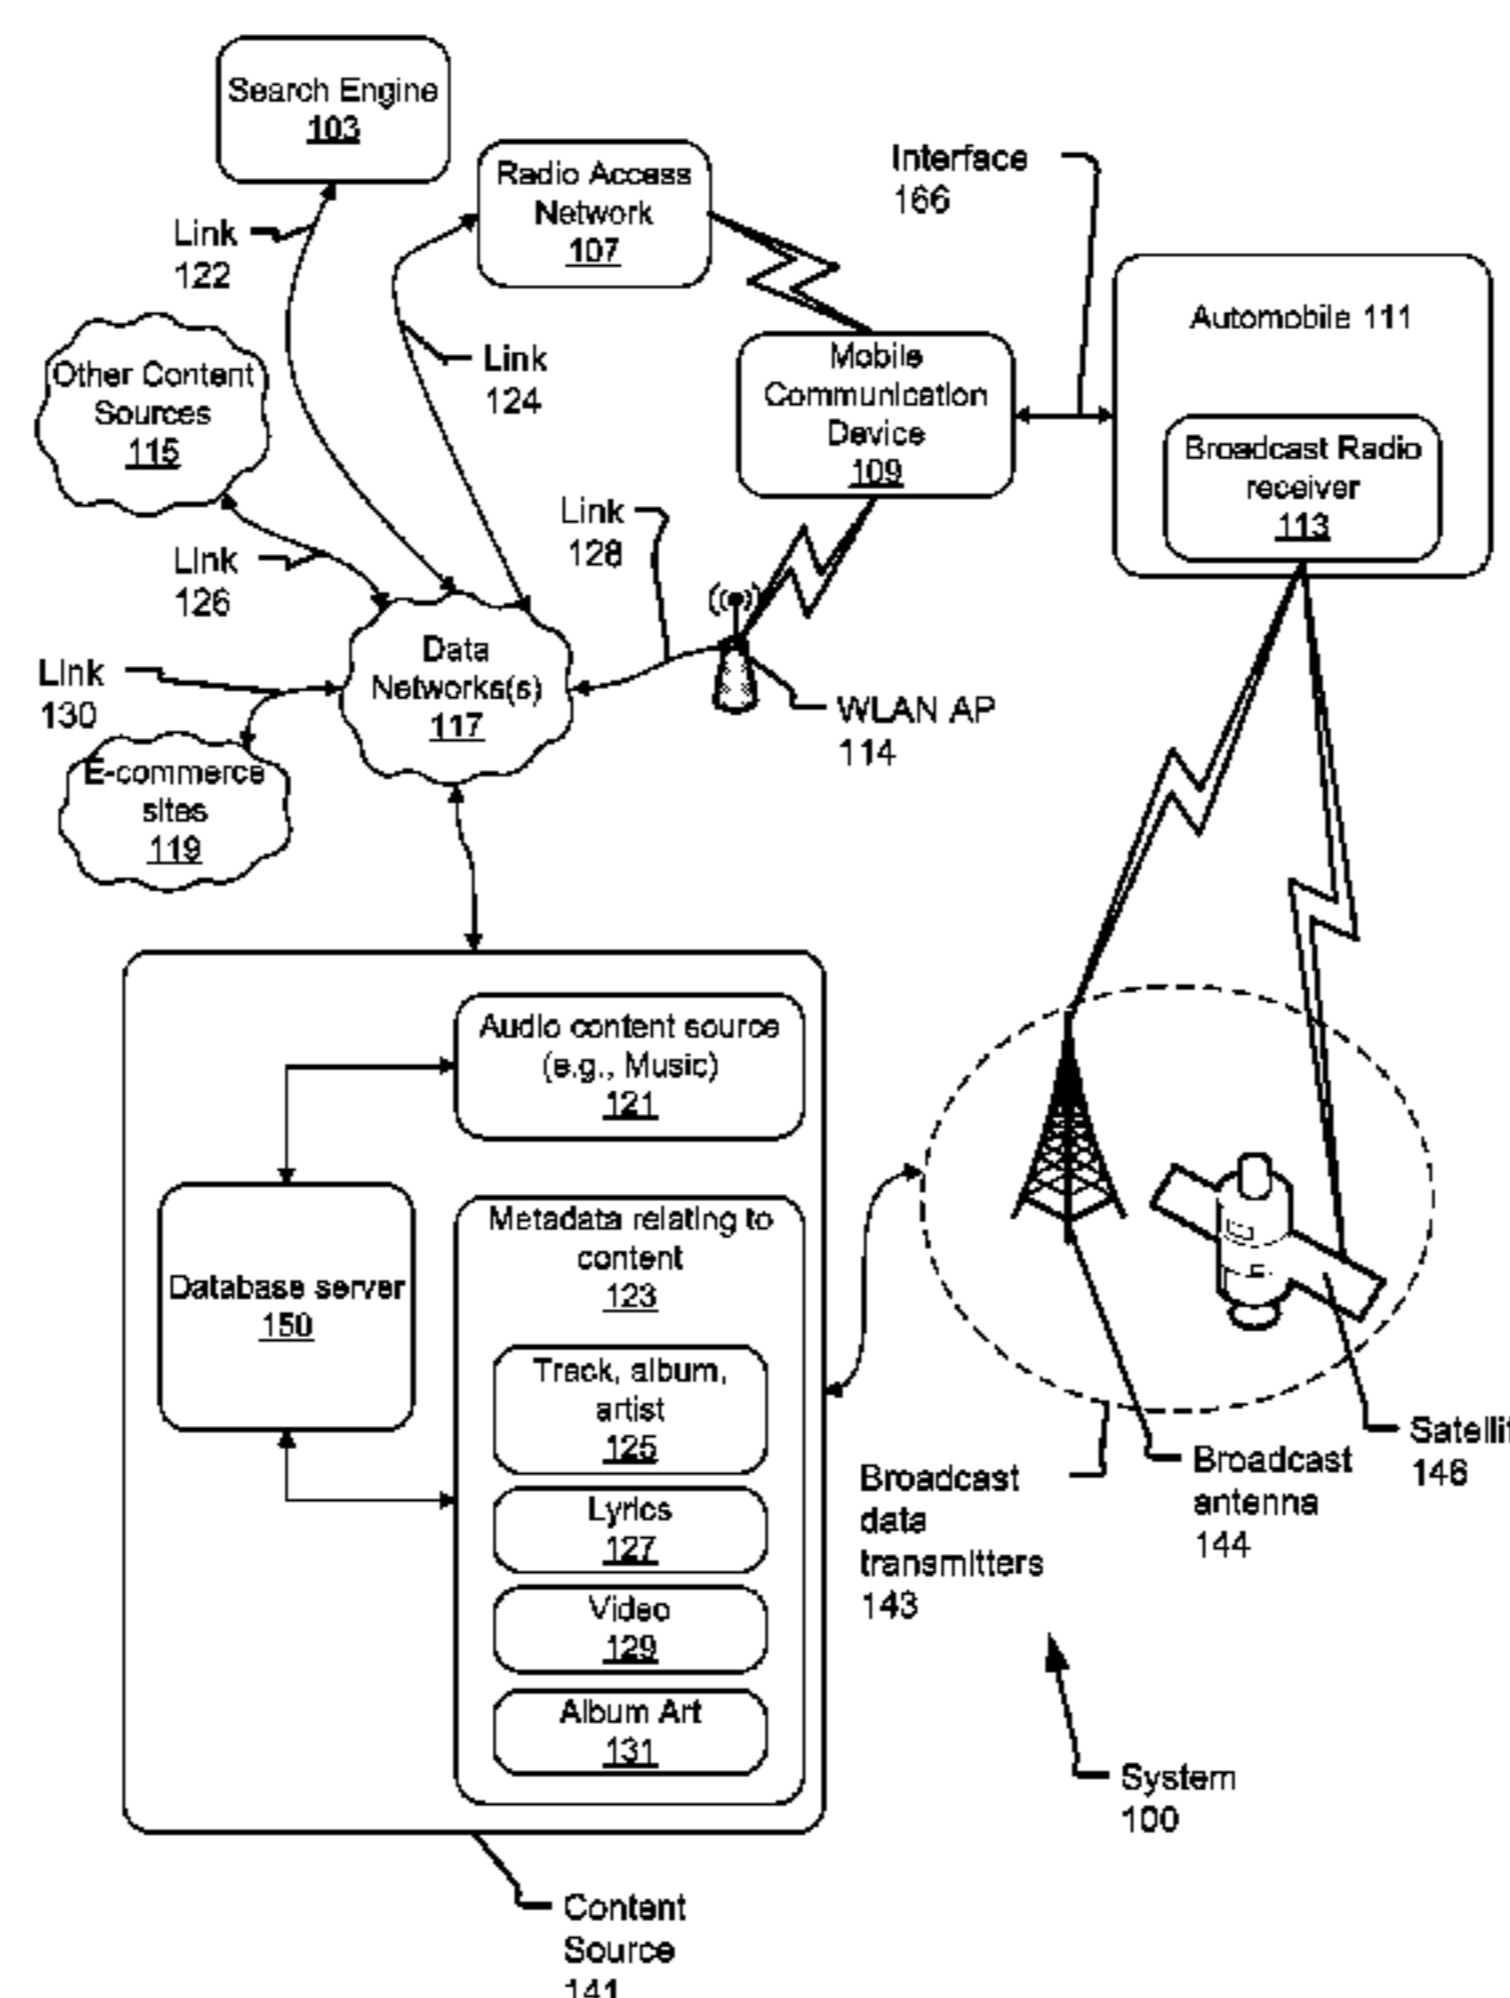 Search Engine
103
Radio Access
Network
107
Interface
166
Link
122
Automobile 111
Other Content
Sources
115
Link
124
Mobile
Communication
Device
109
Broadcast Radio
receiver
113
Link
128
Link
126
Data
Networks(s)
117
Link
130
WLAN AP
114
E-commerce
sites
119
Audio content source
(e.g., Music)
121
Metadata relating to
content
123
Database server
150
Track, album,
artist
125
Lyrics
127
Video
129
Album Art
131
Broadcast
data
transmitters
143
Broadcast
antenna
144
146
System
100
Content
Source
141